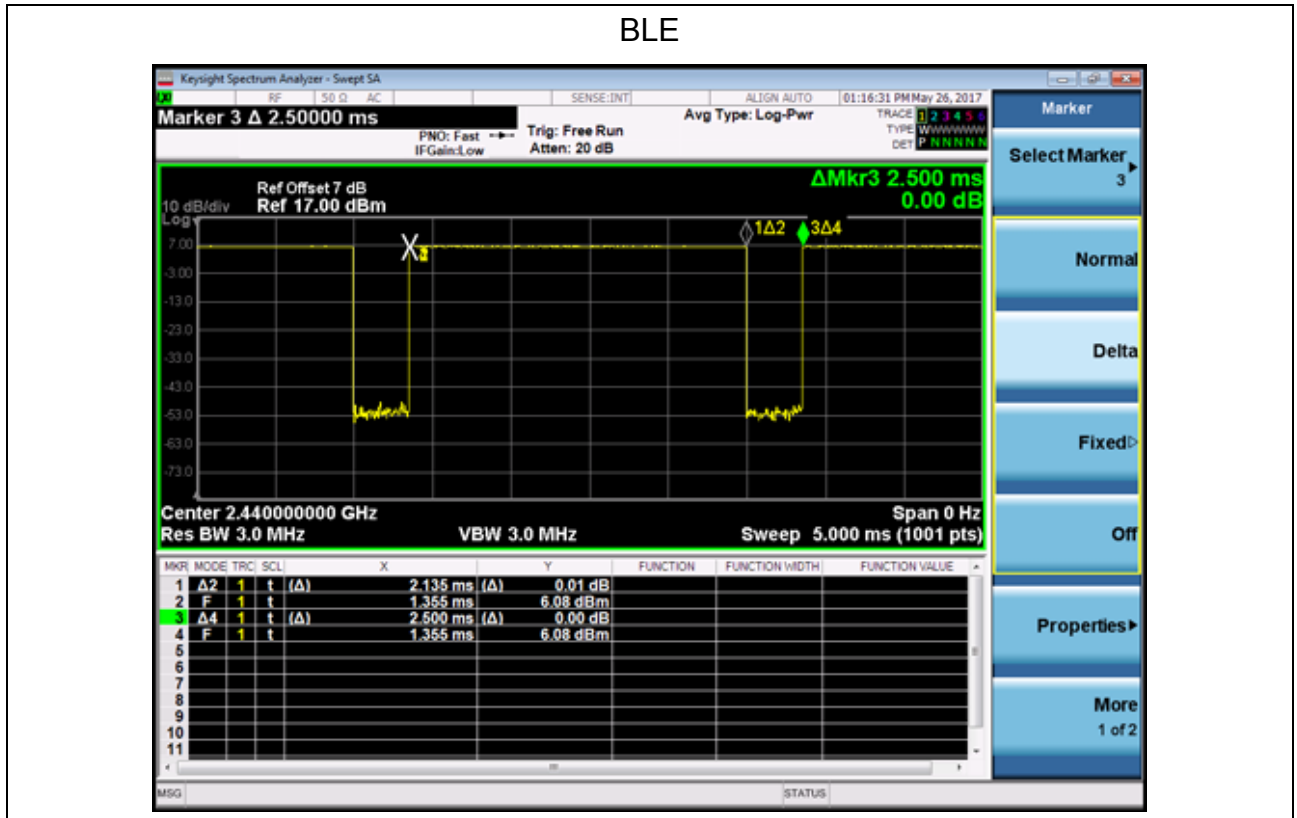 BLE
Keysight Spectrum Analyzer - Swept SA
RF 50 Ω AC SENSE:INT ALIGN AUTO 01:16:31 PM May 26, 2017
Marker 3 Δ 2.50000 ms
PNO: Fast
IFGain:Low
Trig: Free Run
Atten: 20 dB
Avg Type: Log-Pwr
TRACE 1 2 3 4 5 6
TYPE WWWWWW
DET P N N N N N
ΔMkr3 2.500 ms
0.00 dB
Ref Offset 7 dB
10 dB/div Ref 17.00 dBm
Log
1Δ2 3Δ4
7.00
2
-3.00
-13.0
-23.0
-33.0
-43.0
-53.0
-63.0
-73.0
Center 2.440000000 GHz Span 0 Hz
Res BW 3.0 MHz VBW 3.0 MHz Sweep 5.000 ms (1001 pts)
MKR MODE TRC SCL X Y FUNCTION FUNCTION WIDTH FUNCTION VALUE
1 Δ2 1 t (Δ) 2.135 ms (Δ) 0.01 dB
2 F 1 t 1.355 ms 6.08 dBm
3 Δ4 1 t (Δ) 2.500 ms (Δ) 0.00 dB
4 F 1 t 1.355 ms 6.08 dBm
5
6
7
8
9
10
11
MSG STATUS
Marker
Select Marker
3
Normal
Delta
Fixed
Off
Properties
More
1 of 2